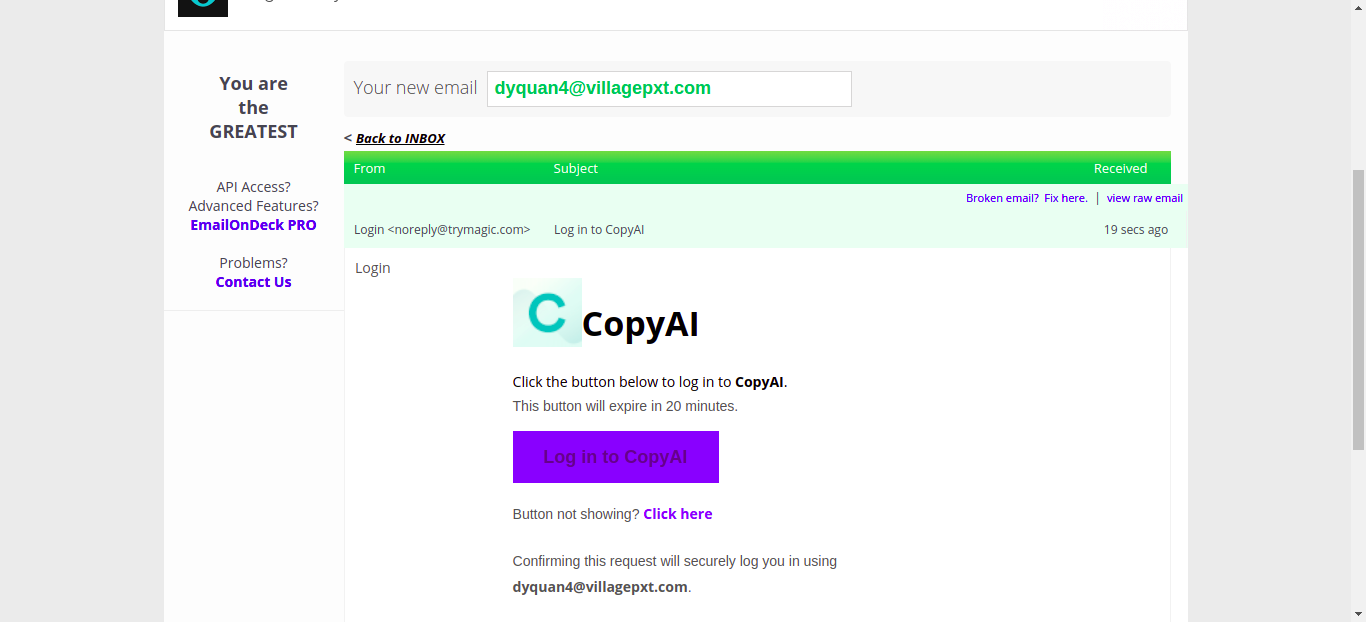 You are
the
GREATEST
API Access?
Advanced Features?
EmailOnDeck PRO
Problems?
Contact Us
Your new email dyquan4@villagepxt.com
< Back to INBOX
From Subject Received
Broken email? Fix here. | view raw email
Login <noreply@trymagic.com> Log in to CopyAI 19 secs ago
Login
C CopyAI
Click the button below to log in to CopyAI.
This button will expire in 20 minutes.
Log in to CopyAI
Button not showing? Click here
Confirming this request will securely log you in using
dyquan4@villagepxt.com.